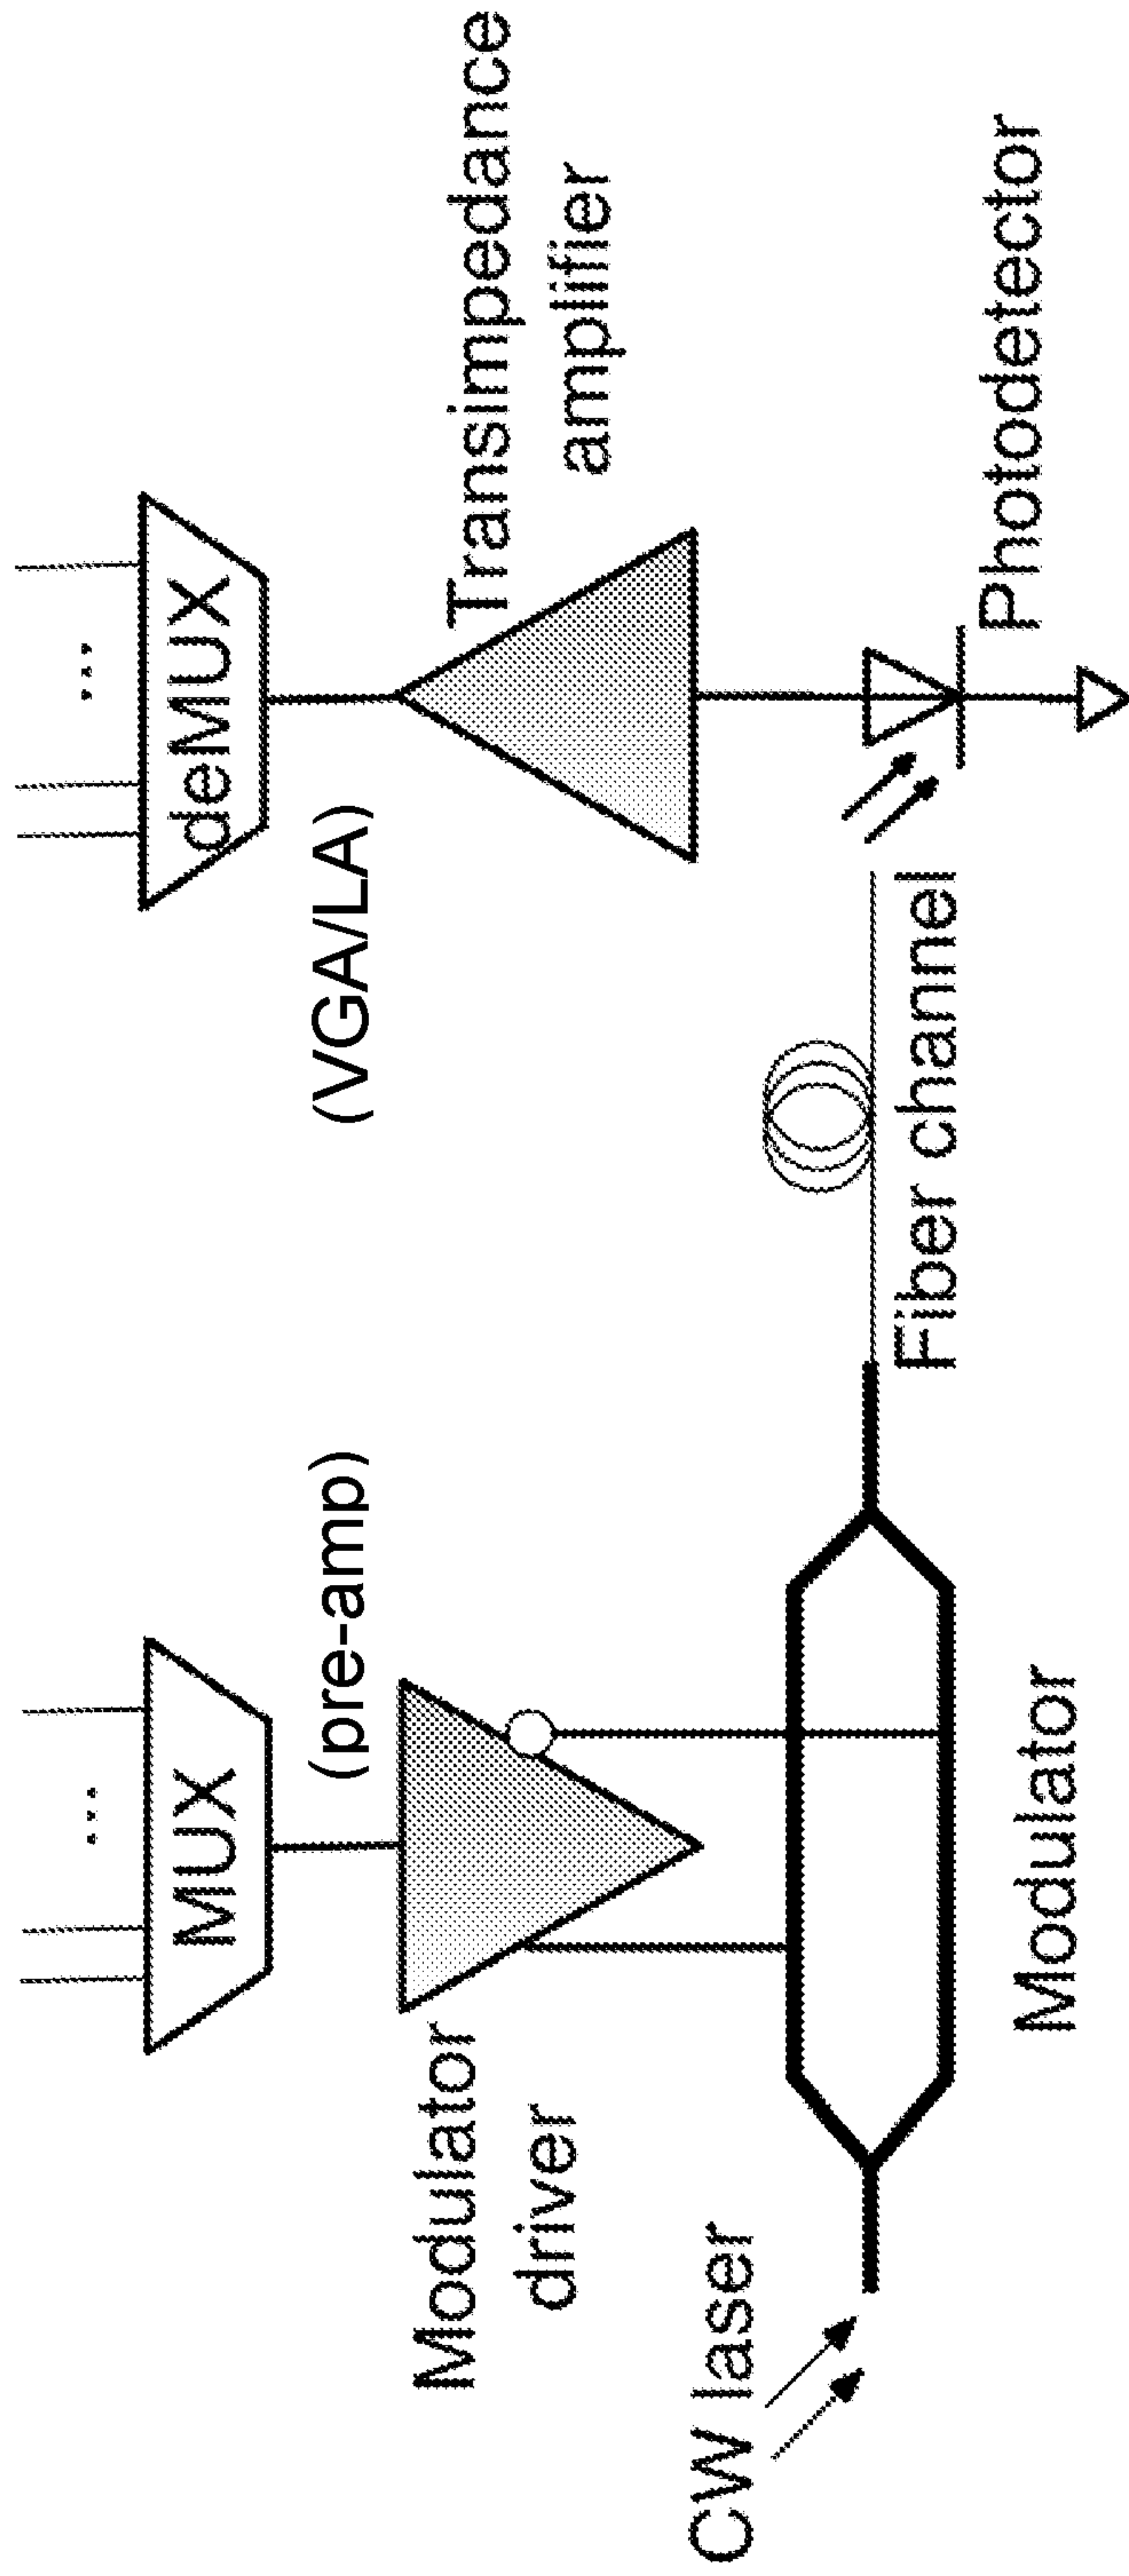 ...
MUX
(pre-amp)
Modulator
driver
CW laser
Modulator
Fiber channel
...
deMUX
(VGA/LA)
Transimpedance
amplifier
Photodetector